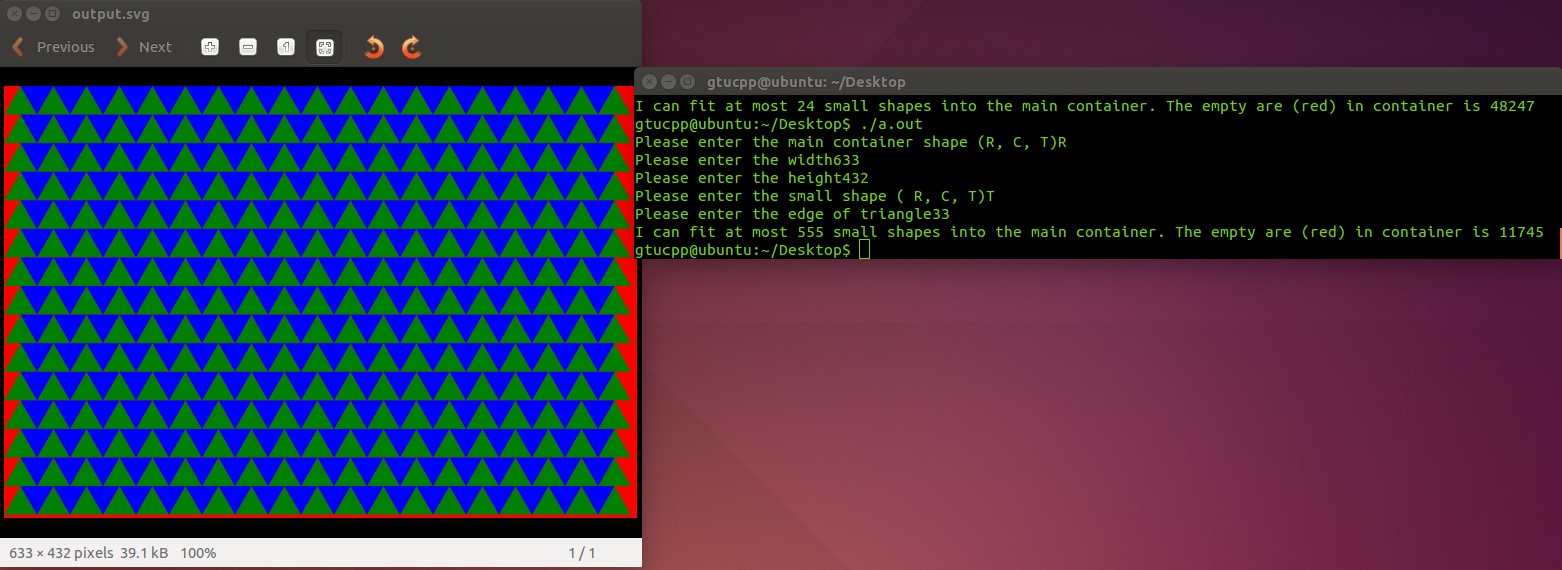 output.svg
Previous Next
633 × 432 pixels 39.1 kB 100% 1 / 1
gtucpp@ubuntu: ~/Desktop
I can fit at most 24 small shapes into the main container. The empty are (red) in container is 48247
gtucpp@ubuntu:~/Desktop$ ./a.out
Please enter the main container shape (R, C, T)R
Please enter the width633
Please enter the height432
Please enter the small shape ( R, C, T)T
Please enter the edge of triangle33
I can fit at most 555 small shapes into the main container. The empty are (red) in container is 11745
gtucpp@ubuntu:~/Desktop$